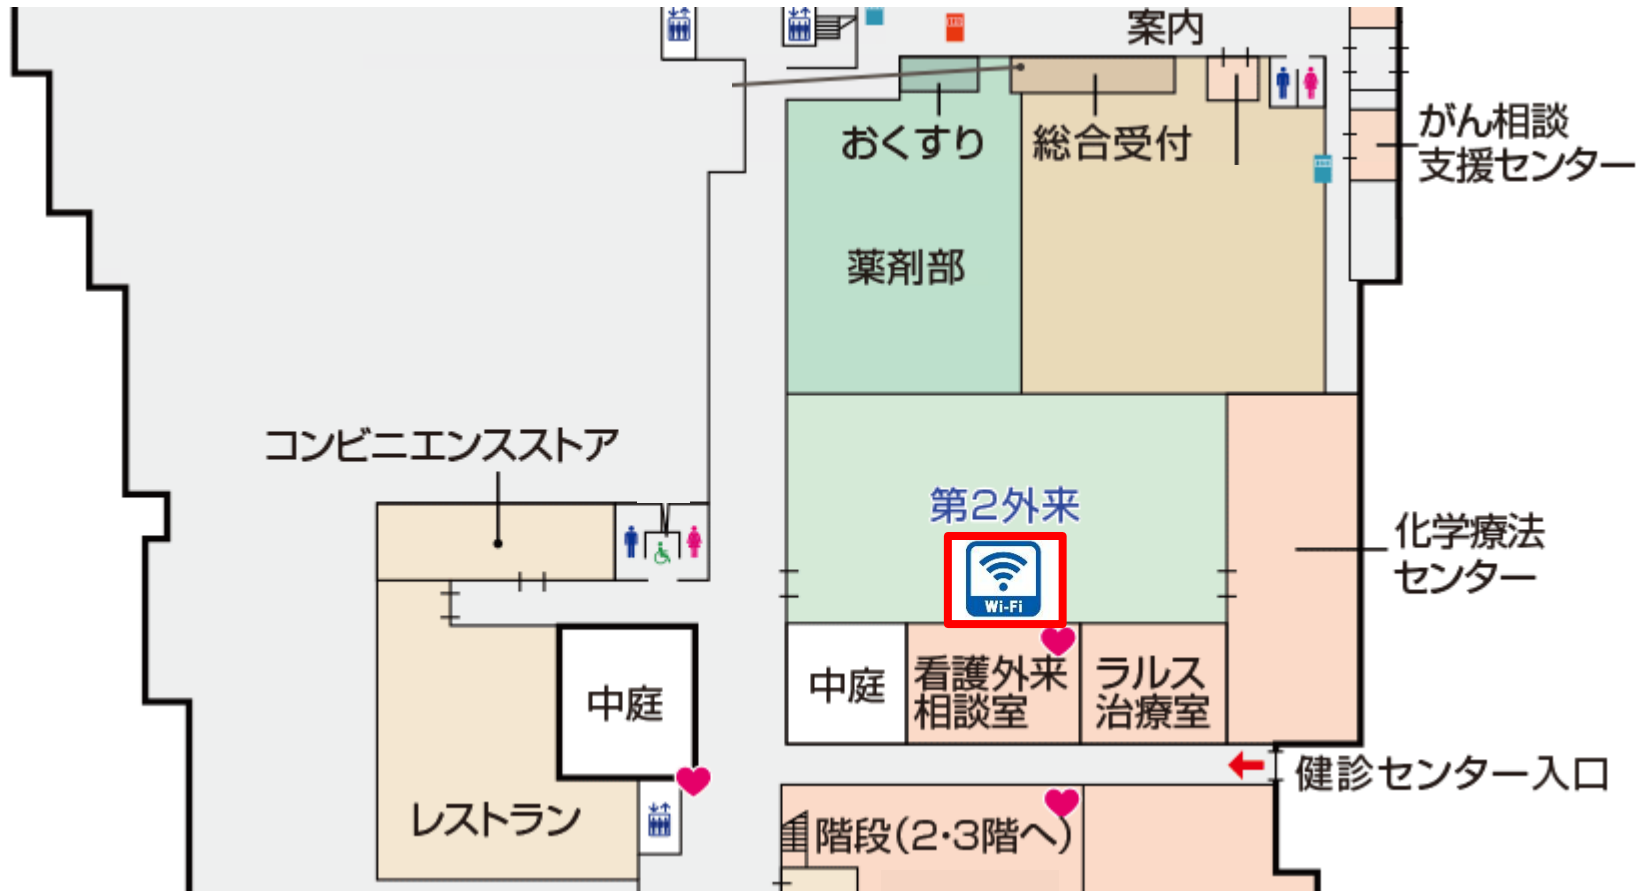 案内
がん相談
支援センター
おくすり
総合受付
薬剤部
コンビニエンスストア
第2外来
Wi-Fi
化学療法
センター
中庭
看護外来
相談室
ラルス
治療室
中庭
健診センター入口
レストラン
階段(2・3階へ)